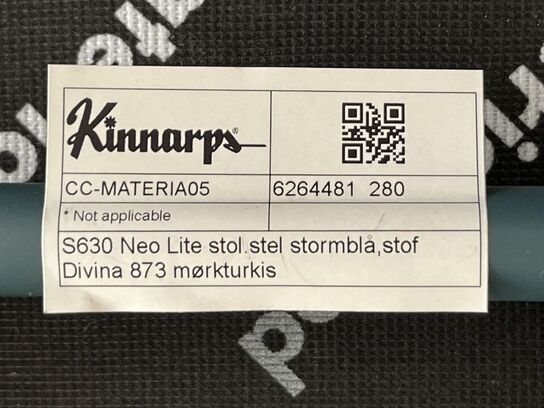 Kinnarps®
CC-MATERIA05 6264481 280
* Not applicable
S630 Neo Lite stol.stel stormblå,stof
Divina 873 mørkturkis